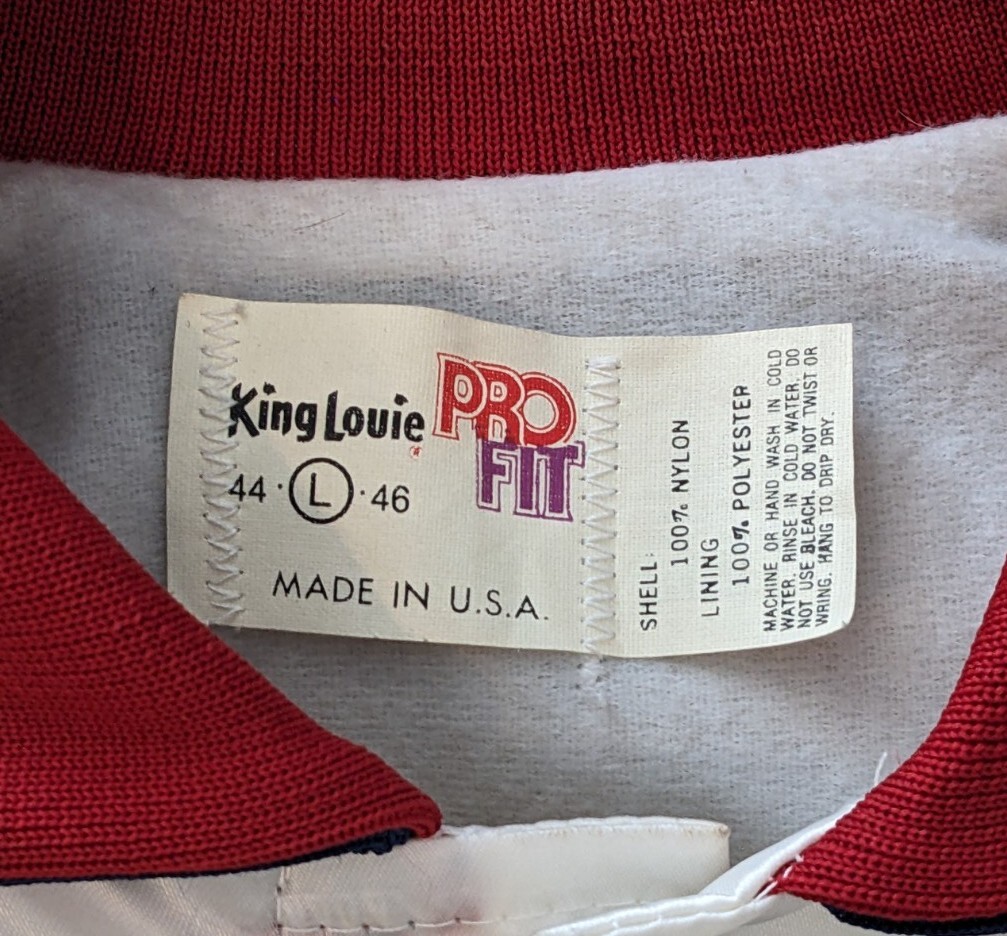 King Louie PRO
®
FIT
44 · L · 46
MADE IN U.S.A.
SHELL:
100% NYLON
LINING
100% POLYESTER
MACHINE OR HAND WASH IN COLD
WATER. RINSE IN COLD WATER. DO
NOT USE BLEACH. DO NOT TWIST OR
WRING. HANG TO DRIP DRY.